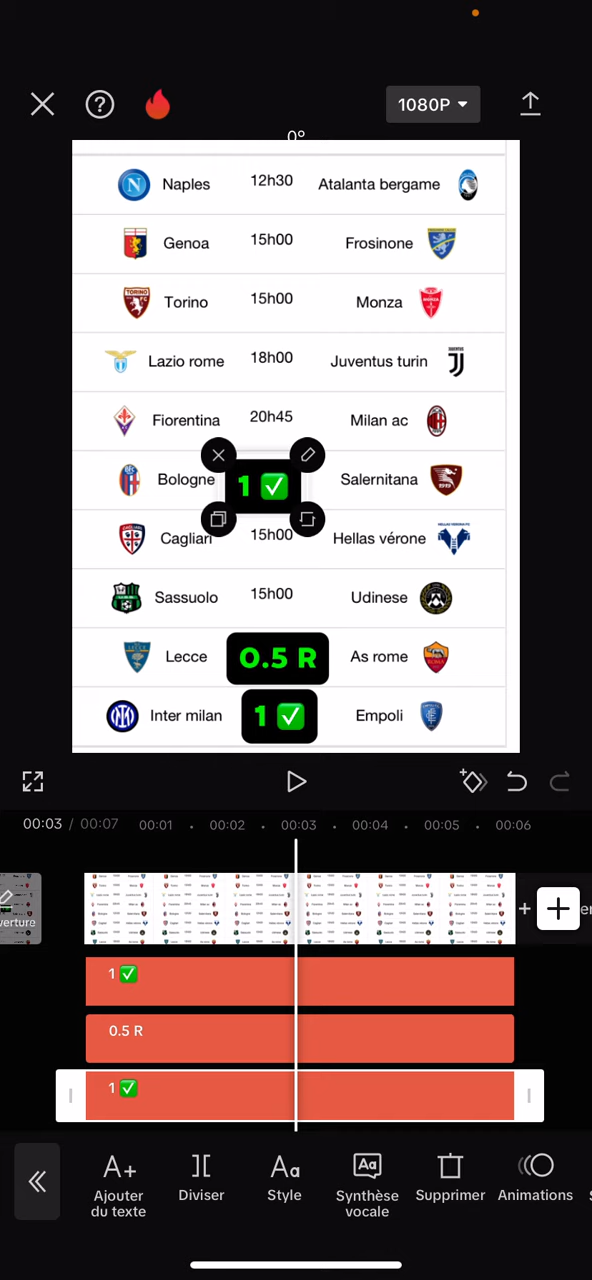 1080P
0°
Naples 12h30 Atalanta bergame
Genoa 15h00 Frosinone
Torino 15h00 Monza
Lazio rome 18h00 Juventus turin
Fiorentina 20h45 Milan ac
Bologne 1 ✅ Salernitana
Cagliari 15h00 Hellas vérone
Sassuolo 15h00 Udinese
Lecce 0.5 R As rome
Inter milan 1 ✅ Empoli
00:03 / 00:07 00:01 00:02 00:03 00:04 00:05 00:06
verture
1 ✅
0.5 R
1 ✅
Ajouter du texte
Diviser
Style
Synthèse vocale
Supprimer
Animations